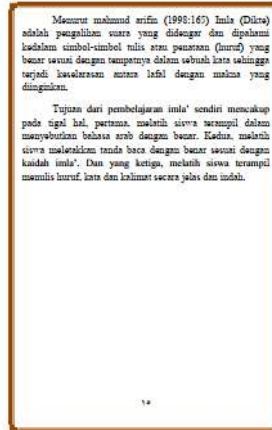 Menurut mahmud arifin (1998:165) Imla (Dikte)
adalah pengalihan suara yang didengar dan dipahami
kedalam simbol-simbol tulis atau penataan (huruf) yang
benar sesuai dengan tempatnya dalam sebuah kata sehingga
terjadi keselarasan antara lafal dengan makna yang
diinginkan.
Tujuan dari pembelajaran imla' sendiri mencakup
pada tigal hal, pertama, melatih siswa terampil dalam
menyebutkan bahasa arab dengan benar. Kedua, melatih
siswa meletakkan tanda baca dengan benar sesuai dengan
kaidah imla'. Dan yang ketiga, melatih siswa terampil
menulis huruf, kata dan kalimat secara jelas dan indah.